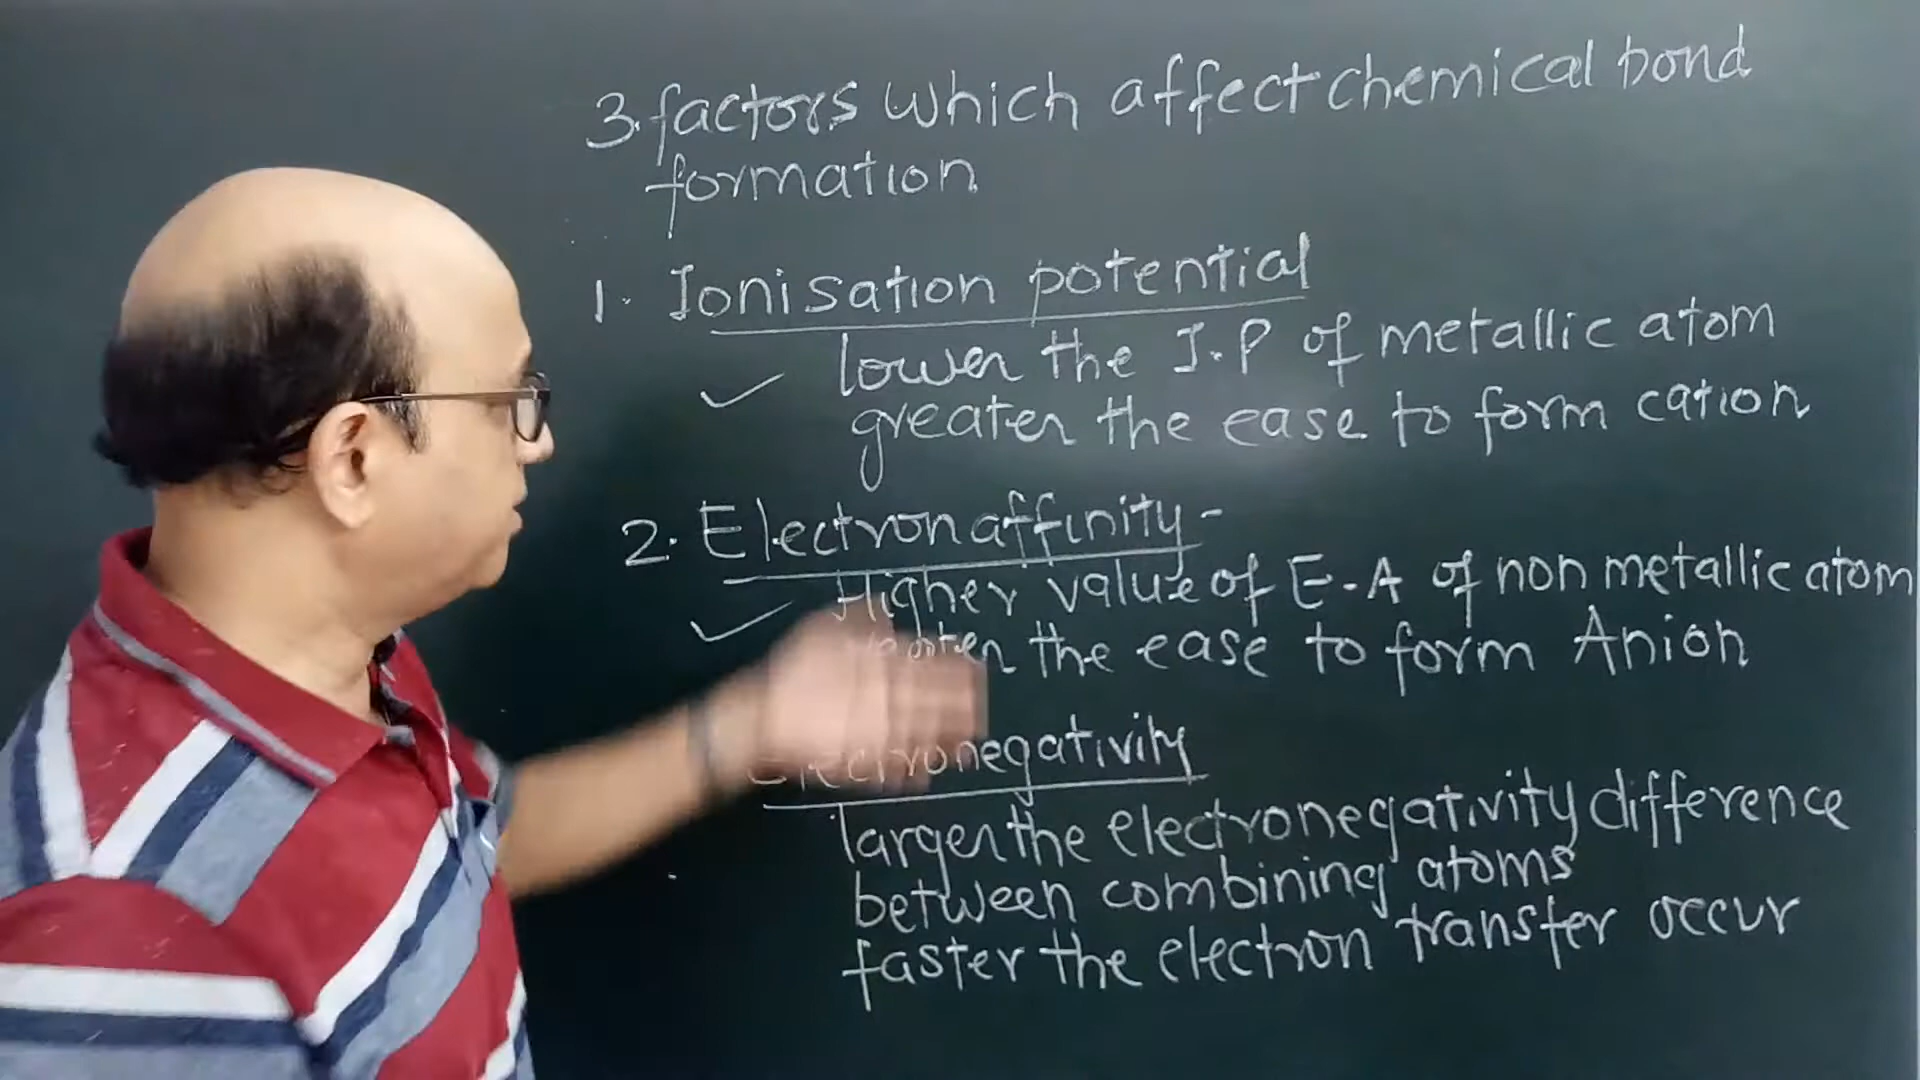 3. factors which affect chemical bond
formation
1. Ionisation potential
lower the I.P of metallic atom
greater the ease to form cation
2. Electron affinity -
Higher value of E-A of non metallic atom
the ease to form Anion
Electronegativity
larger the electronegativity difference
between combining atoms
faster the electron transfer occur